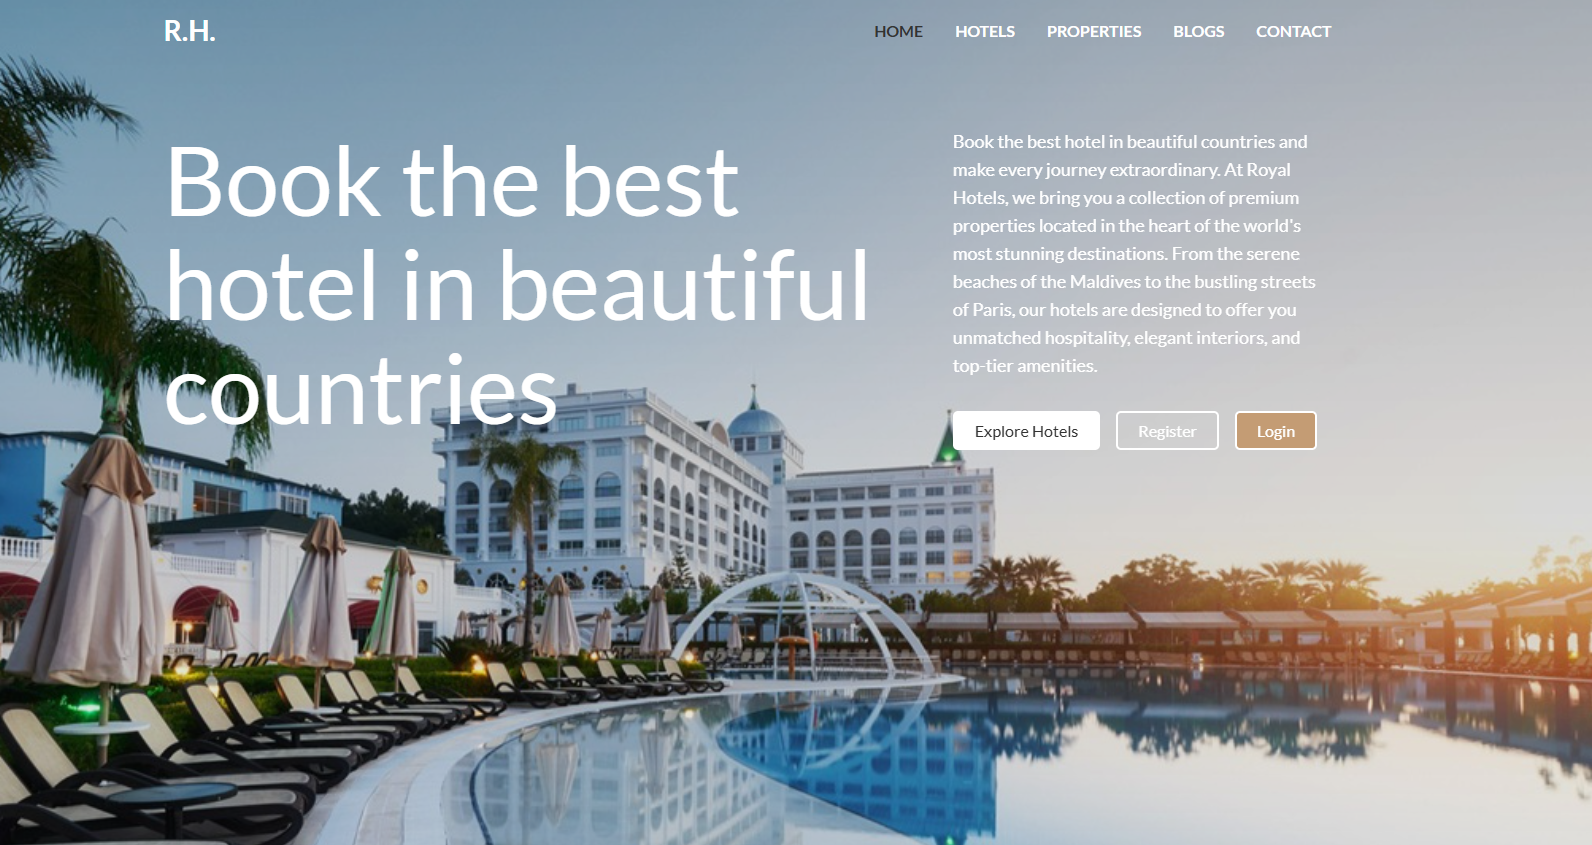 R.H.
HOME HOTELS PROPERTIES BLOGS CONTACT
Book the best
hotel in beautiful
countries
Book the best hotel in beautiful countries and
make every journey extraordinary. At Royal
Hotels, we bring you a collection of premium
properties located in the heart of the world's
most stunning destinations. From the serene
beaches of the Maldives to the bustling streets
of Paris, our hotels are designed to offer you
unmatched hospitality, elegant interiors, and
top-tier amenities.
Explore Hotels Register Login